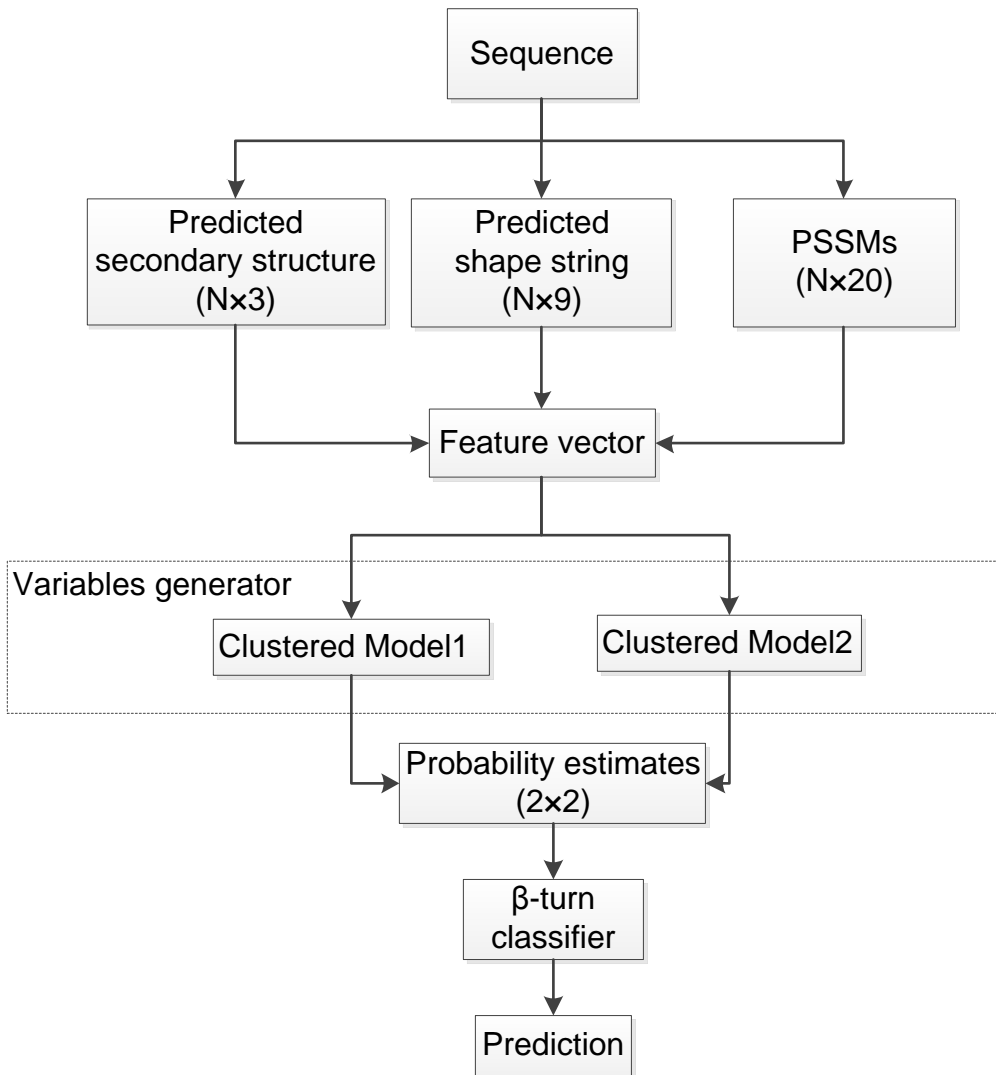 Sequence
Predicted
secondary structure
(N×3)
Predicted
shape string
(N×9)
PSSMs
(N×20)
Feature vector
Variables generator
Clustered Model1
Clustered Model2
Probability estimates
(2×2)
β-turn
classifier
Prediction